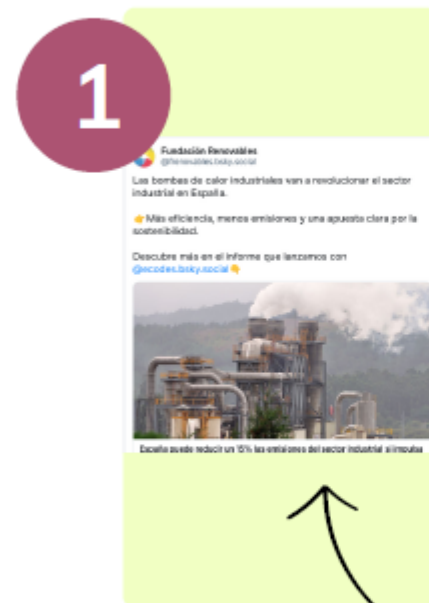 1
Fundación Renovables
@frenovables.bsky.social
Las bombas de calor industriales van a revolucionar el sector
industrial en España.
👉Más eficiencia, menos emisiones y una apuesta clara por la
sostenibilidad.
Descubre más en el informe que lanzamos con
@ecodes.bsky.social👇
España puede reducir un 15% las emisiones del sector industrial si impulsa